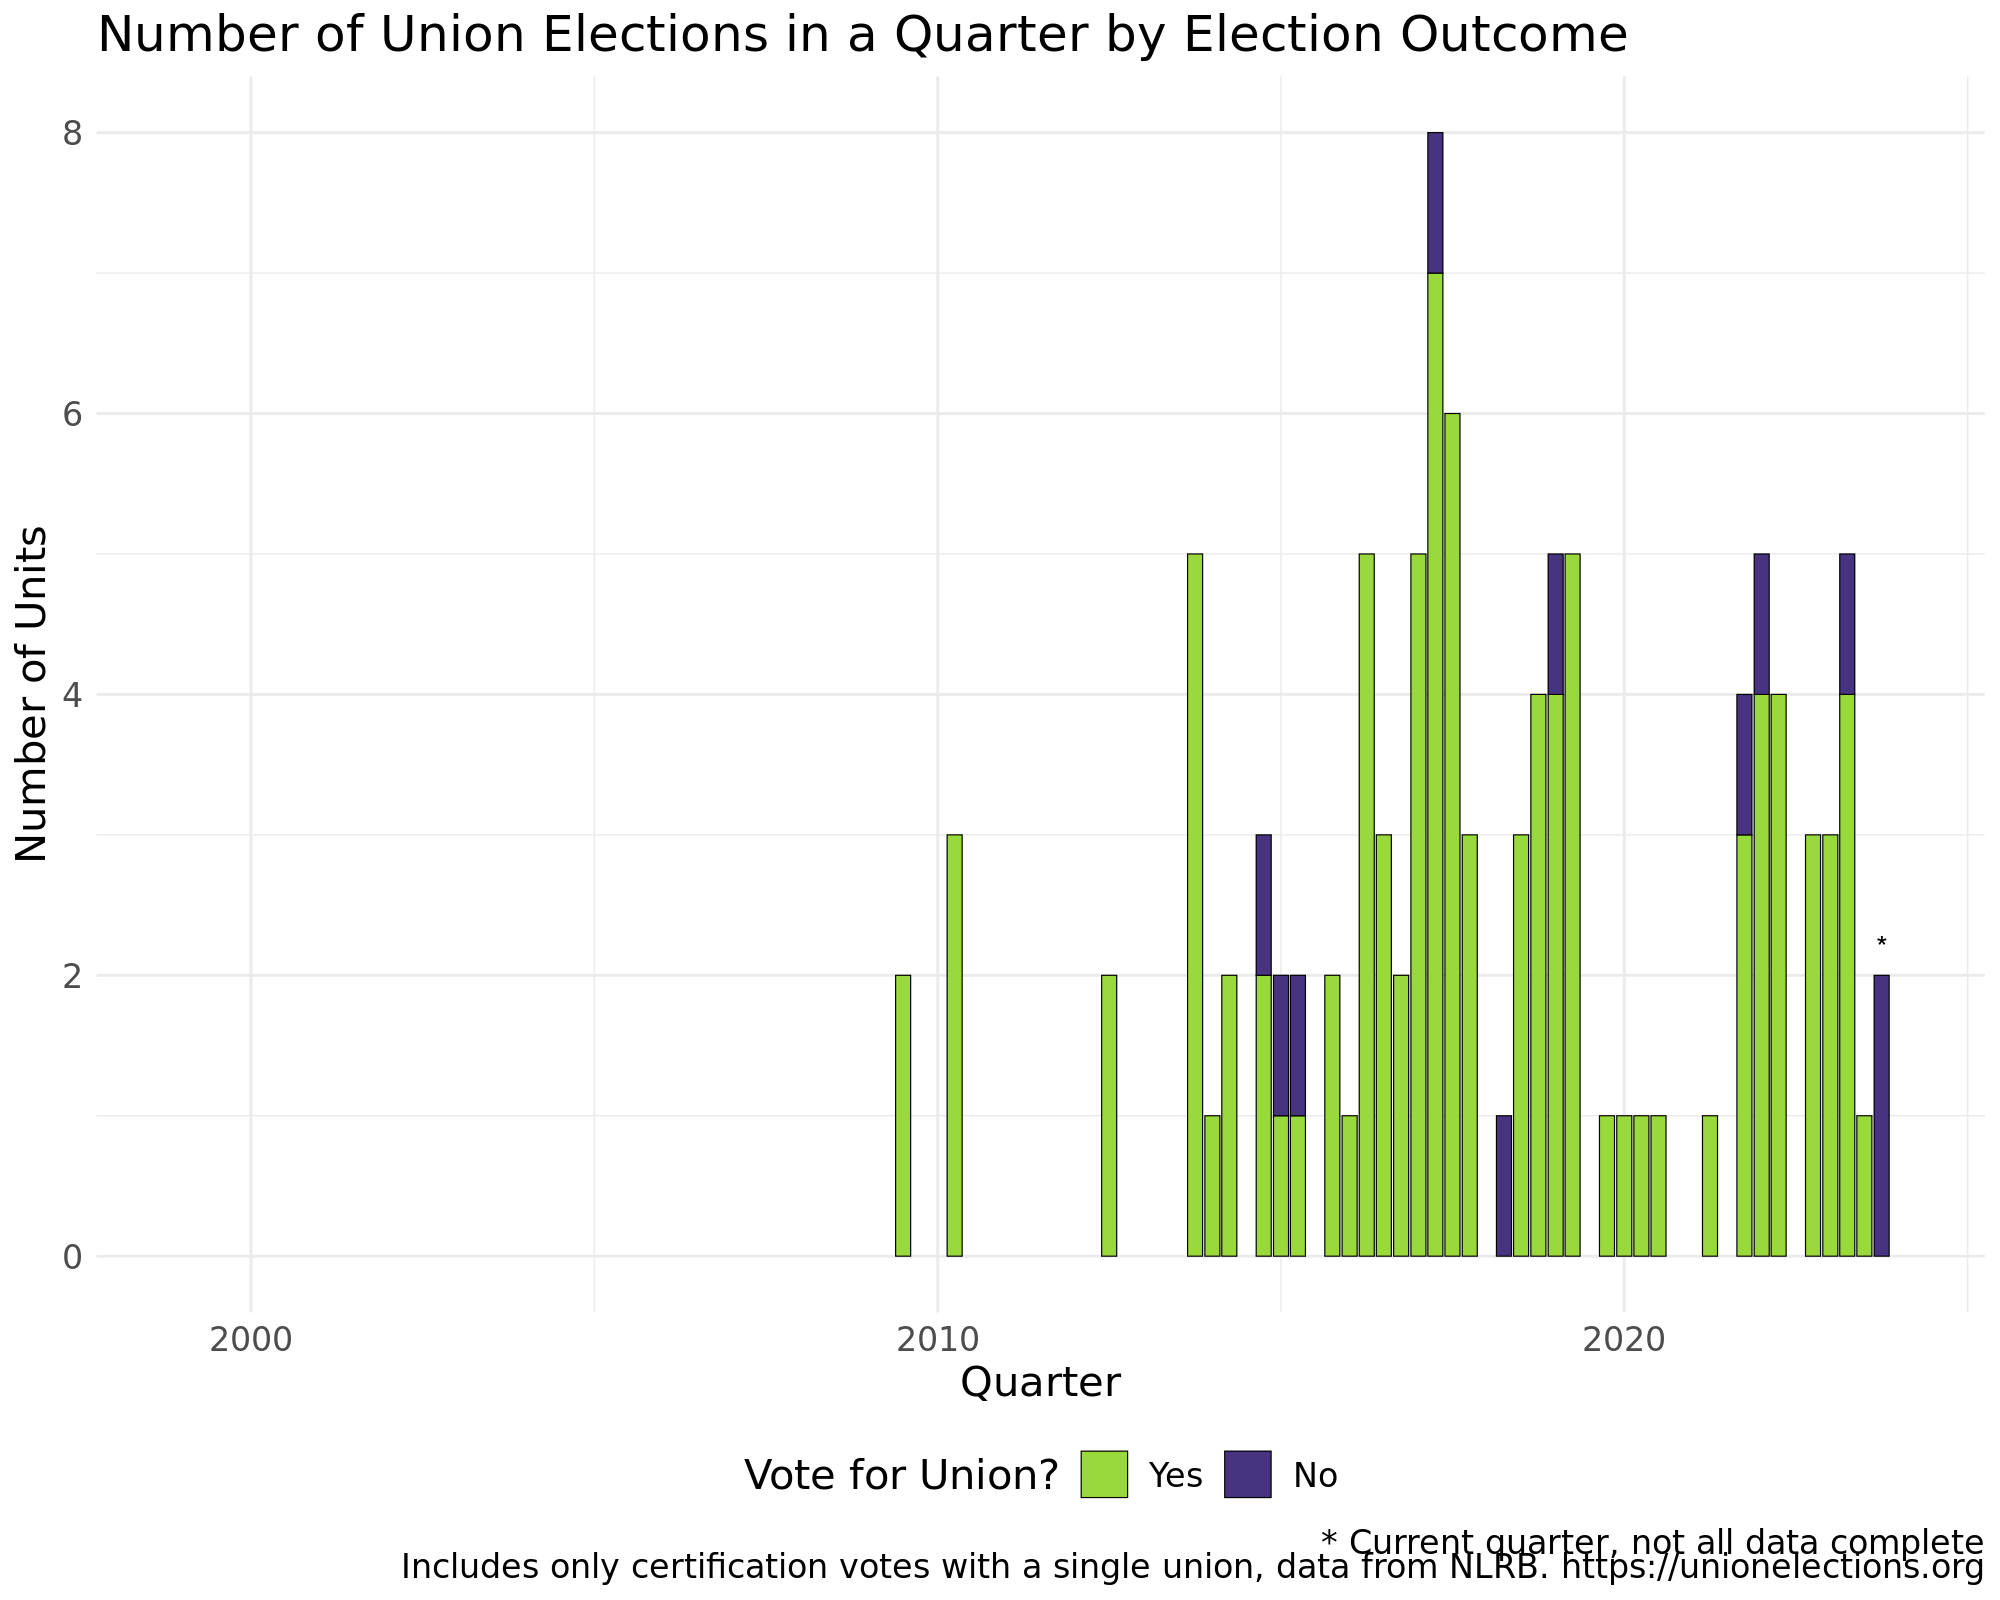 Number of Union Elections in a Quarter by Election Outcome
8
6
4
2
0
Number of Units
*
2000 2010 2020
Quarter
Vote for Union? Yes No
* Current quarter, not all data complete
Includes only certification votes with a single union, data from NLRB. https://unionelections.org